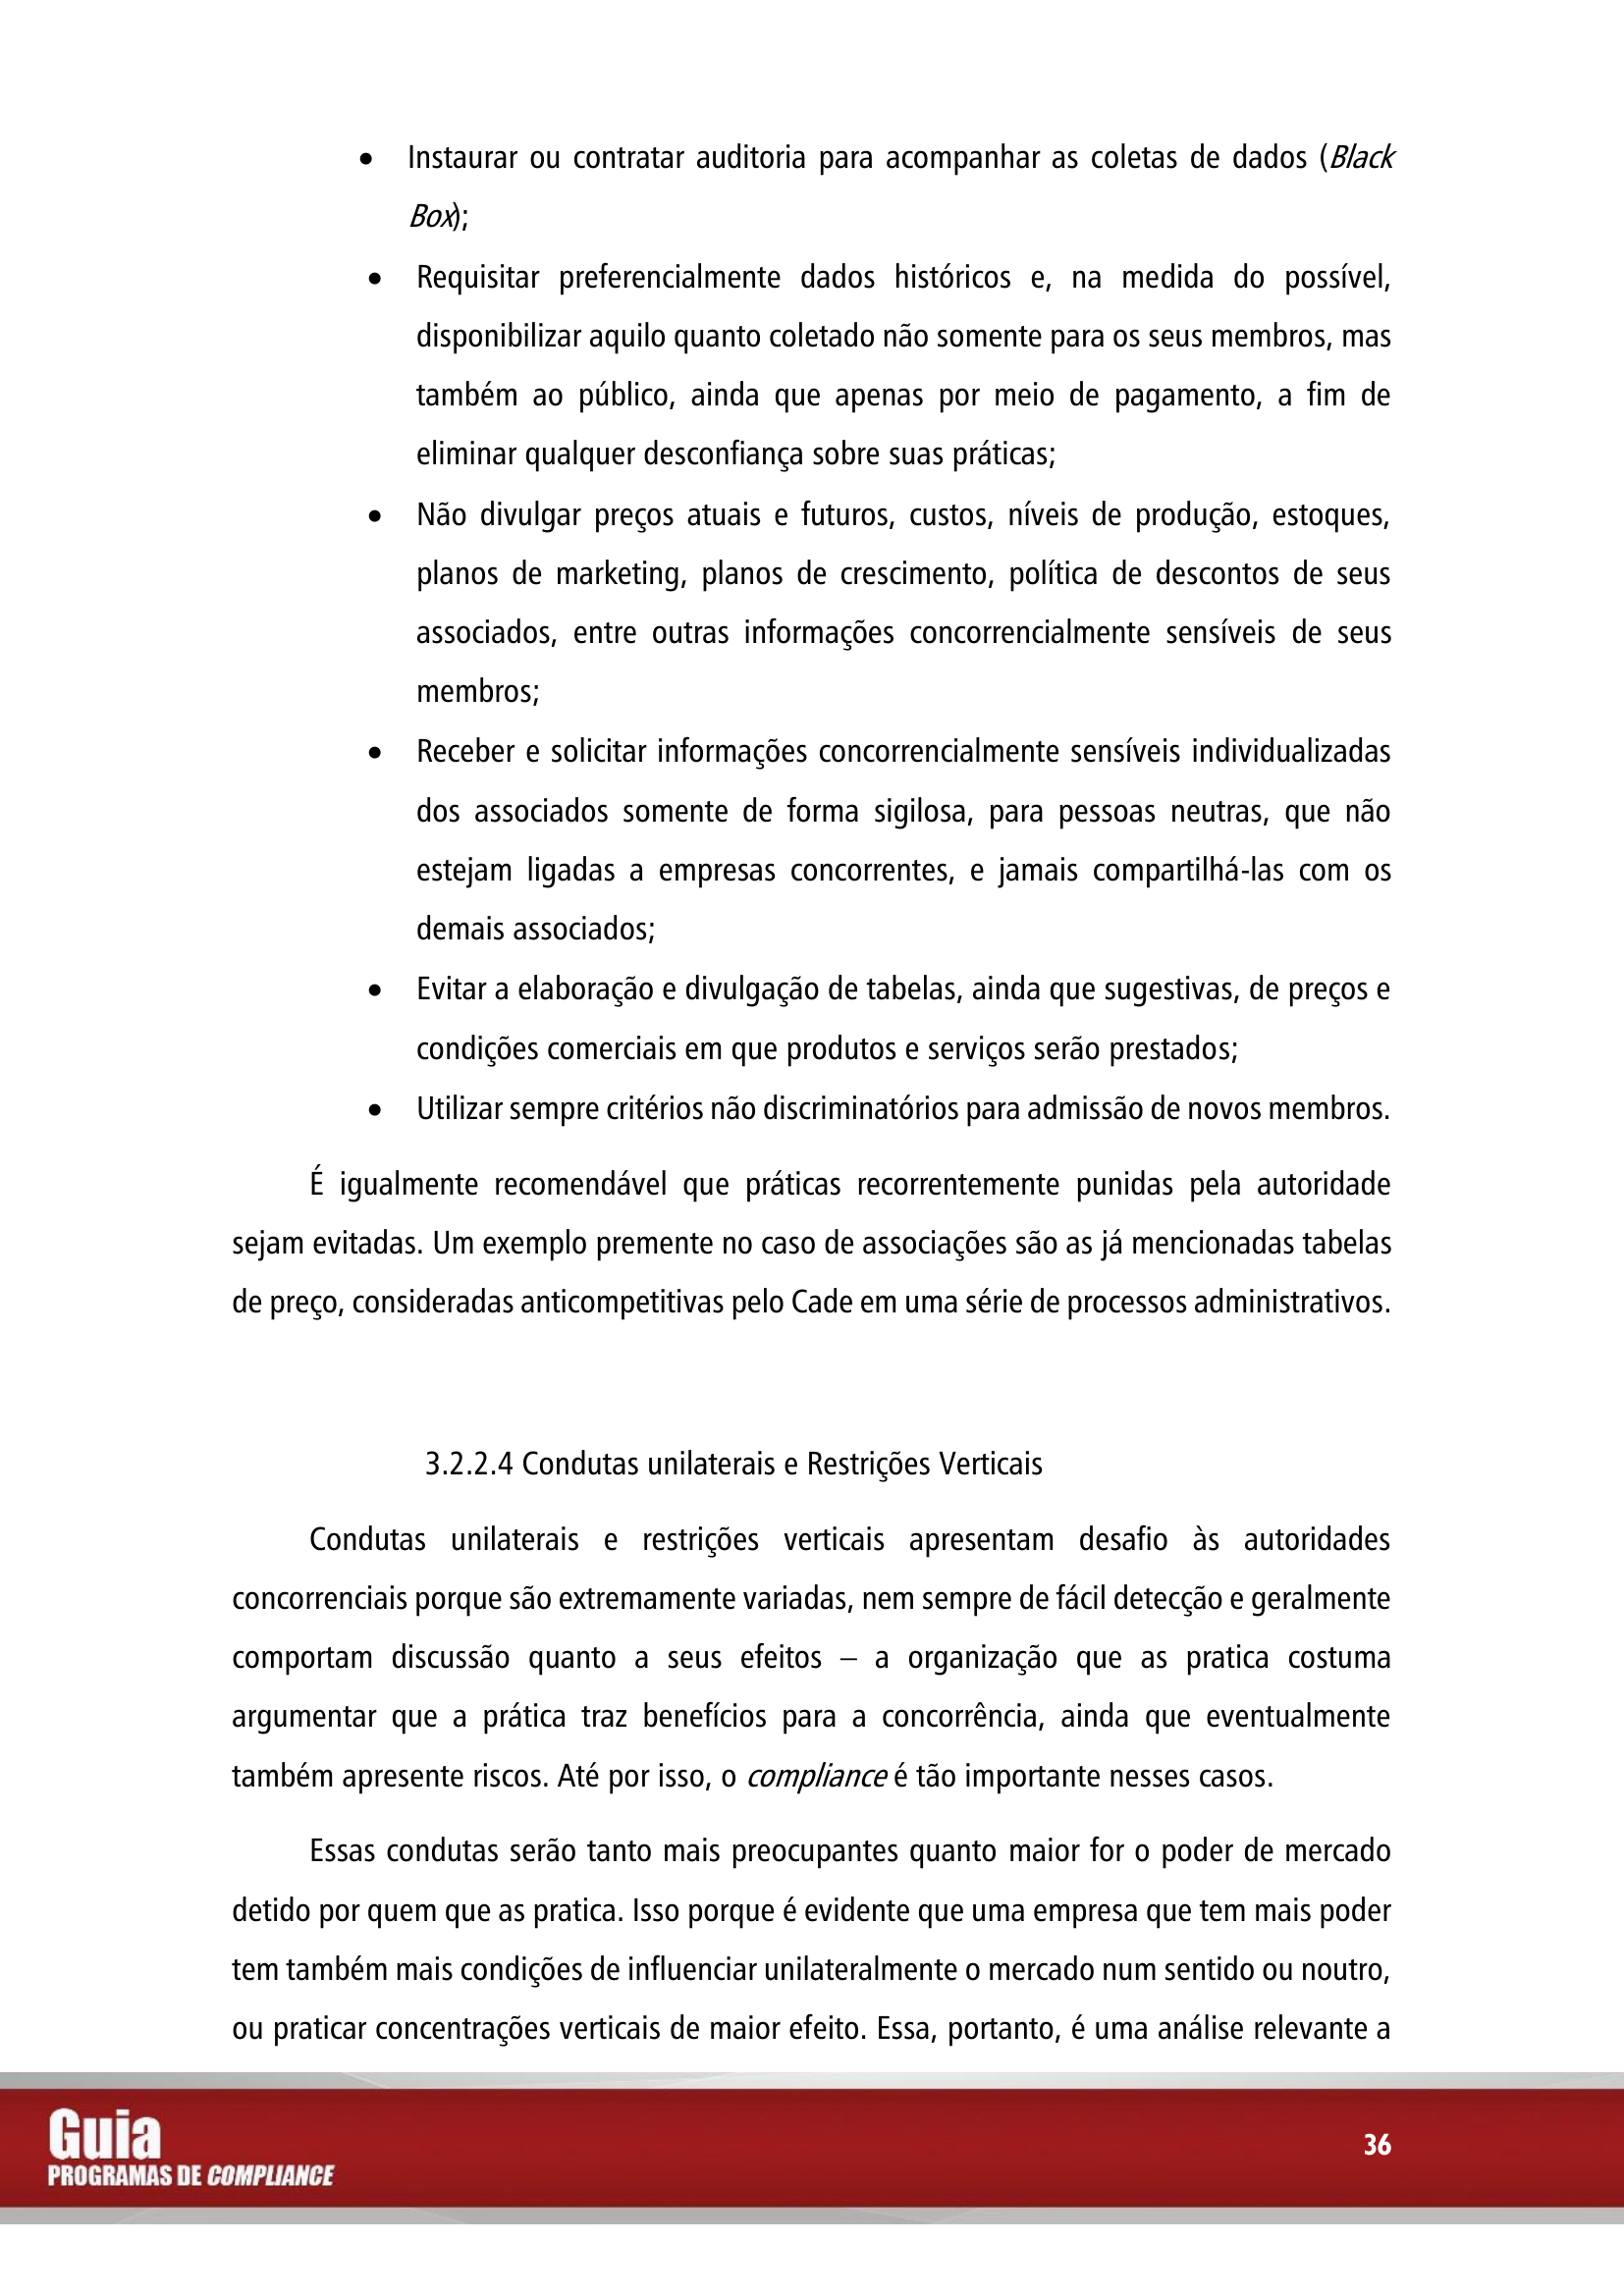 • Instaurar ou contratar auditoria para acompanhar as coletas de dados (Black
Box);
• Requisitar preferencialmente dados históricos e, na medida do possível,
disponibilizar aquilo quanto coletado não somente para os seus membros, mas
também ao público, ainda que apenas por meio de pagamento, a fim de
eliminar qualquer desconfiança sobre suas práticas;
• Não divulgar preços atuais e futuros, custos, níveis de produção, estoques,
planos de marketing, planos de crescimento, política de descontos de seus
associados, entre outras informações concorrencialmente sensíveis de seus
membros;
• Receber e solicitar informações concorrencialmente sensíveis individualizadas
dos associados somente de forma sigilosa, para pessoas neutras, que não
estejam ligadas a empresas concorrentes, e jamais compartilhá-las com os
demais associados;
• Evitar a elaboração e divulgação de tabelas, ainda que sugestivas, de preços e
condições comerciais em que produtos e serviços serão prestados;
• Utilizar sempre critérios não discriminatórios para admissão de novos membros.
É igualmente recomendável que práticas recorrentemente punidas pela autoridade
sejam evitadas. Um exemplo premente no caso de associações são as já mencionadas tabelas
de preço, consideradas anticompetitivas pelo Cade em uma série de processos administrativos.
3.2.2.4 Condutas unilaterais e Restrições Verticais
Condutas unilaterais e restrições verticais apresentam desafio às autoridades
concorrenciais porque são extremamente variadas, nem sempre de fácil detecção e geralmente
comportam discussão quanto a seus efeitos – a organização que as pratica costuma
argumentar que a prática traz benefícios para a concorrência, ainda que eventualmente
também apresente riscos. Até por isso, o compliance é tão importante nesses casos.
Essas condutas serão tanto mais preocupantes quanto maior for o poder de mercado
detido por quem que as pratica. Isso porque é evidente que uma empresa que tem mais poder
tem também mais condições de influenciar unilateralmente o mercado num sentido ou noutro,
ou praticar concentrações verticais de maior efeito. Essa, portanto, é uma análise relevante a
Guia
PROGRAMAS DE COMPLIANCE
36